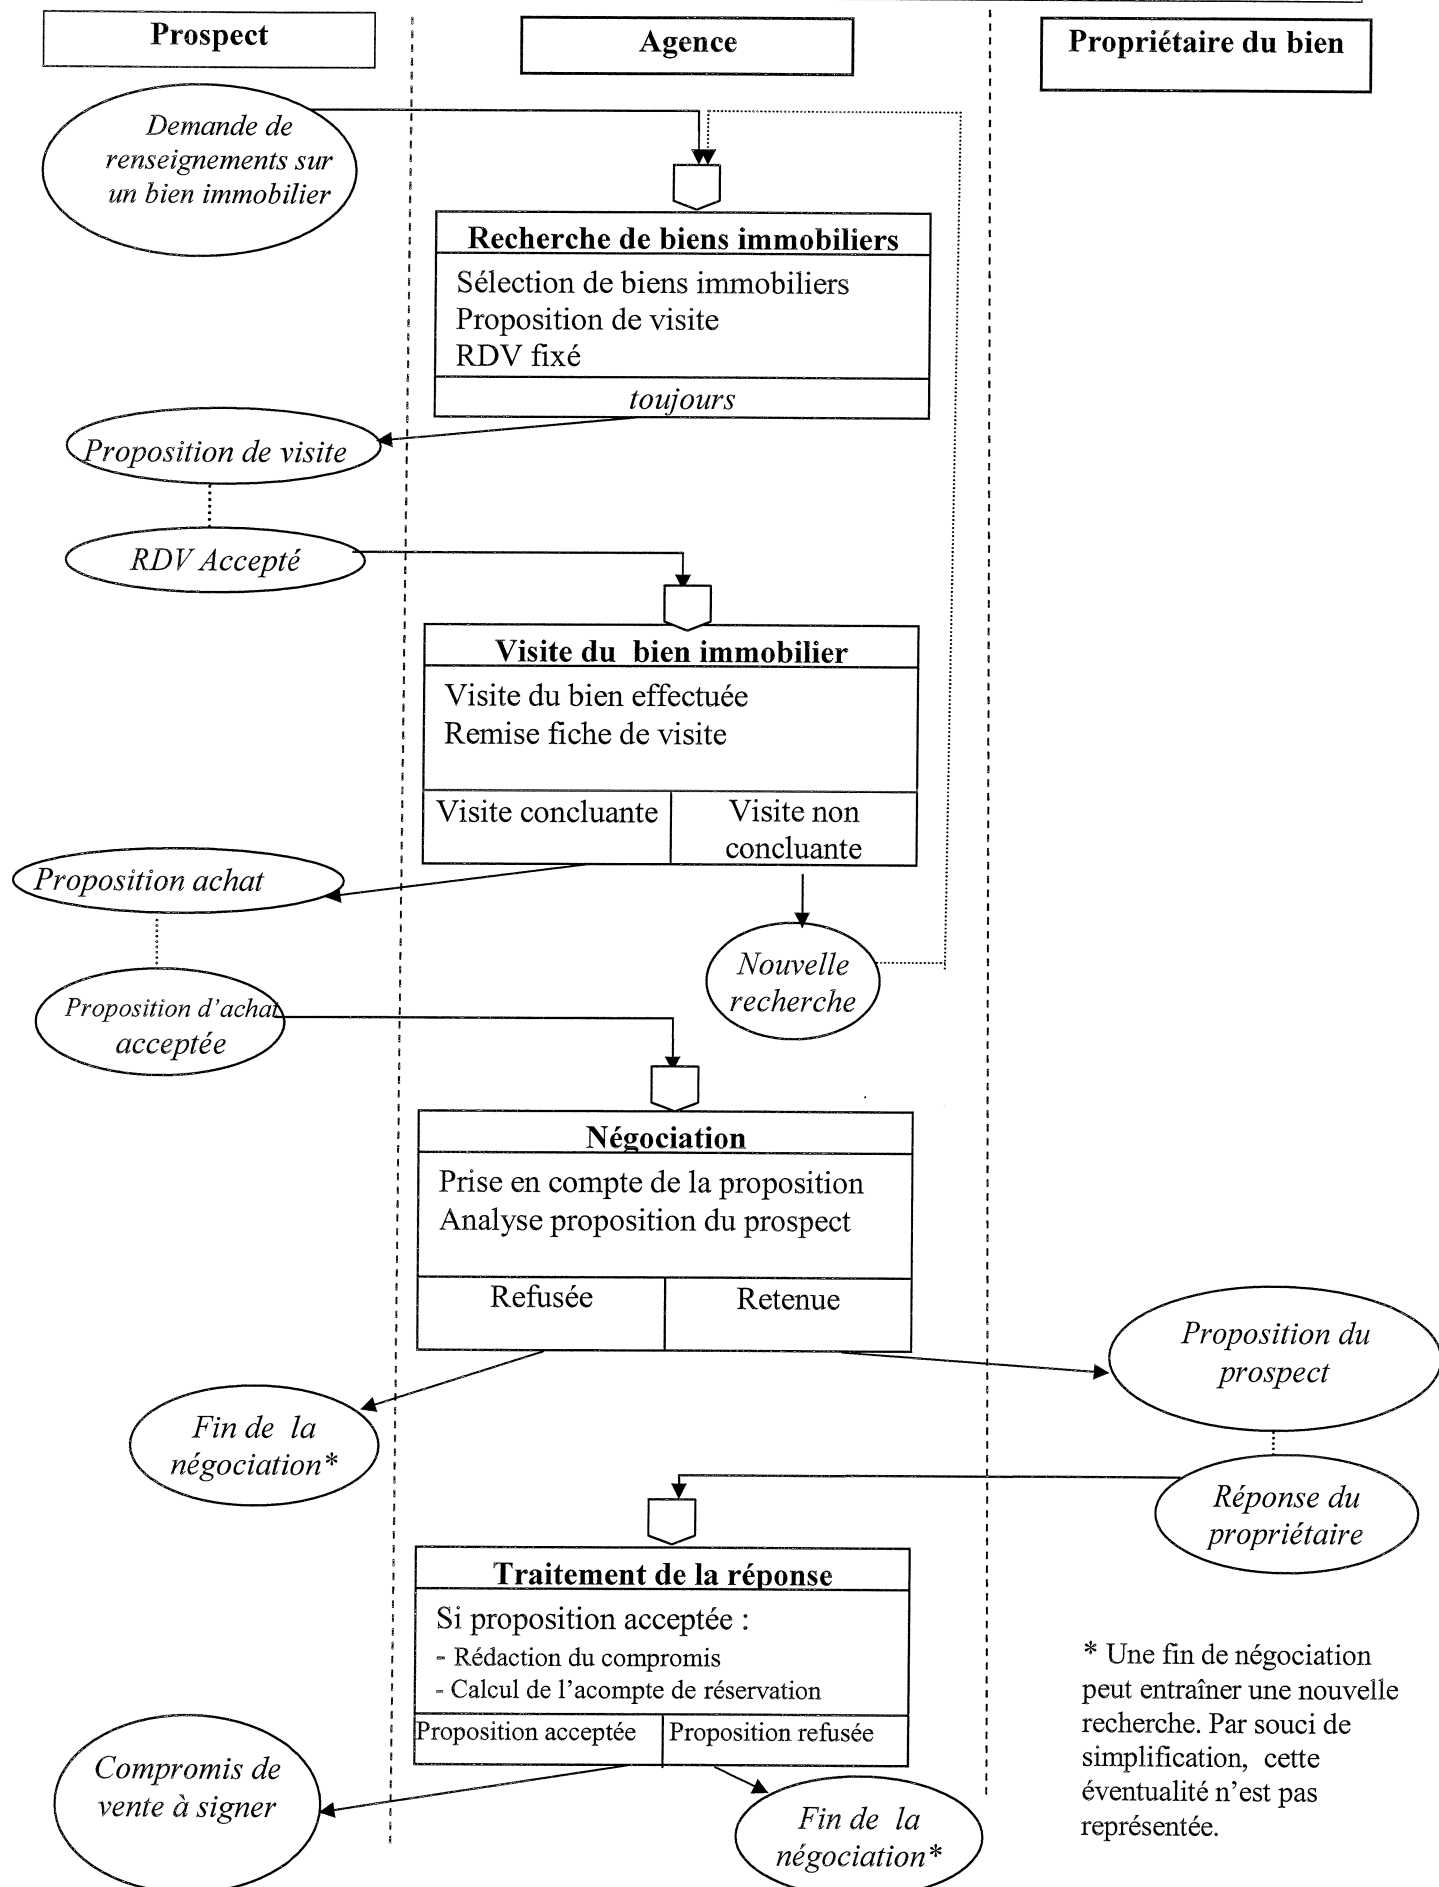 Prospect
Agence
Propriétaire du bien
Demande de
renseignements sur
un bien immobilier
Recherche de biens immobiliers
Sélection de biens immobiliers
Proposition de visite
RDV fixé
toujours
Proposition de visite
RDV Accepté
Visite du bien immobilier
Visite du bien effectuée
Remise fiche de visite
Visite concluante
Visite non
concluante
Proposition achat
Nouvelle
recherche
Proposition d'achat
acceptée
Négociation
Prise en compte de la proposition
Analyse proposition du prospect
Refusée
Retenue
Proposition du
prospect
Fin de la
négociation*
Réponse du
propriétaire
Traitement de la réponse
Si proposition acceptée :
- Rédaction du compromis
- Calcul de l'acompte de réservation
Proposition acceptée
Proposition refusée
Compromis de
vente à signer
Fin de la
négociation*
* Une fin de négociation
peut entraîner une nouvelle
recherche. Par souci de
simplification, cette
éventualité n'est pas
représentée.